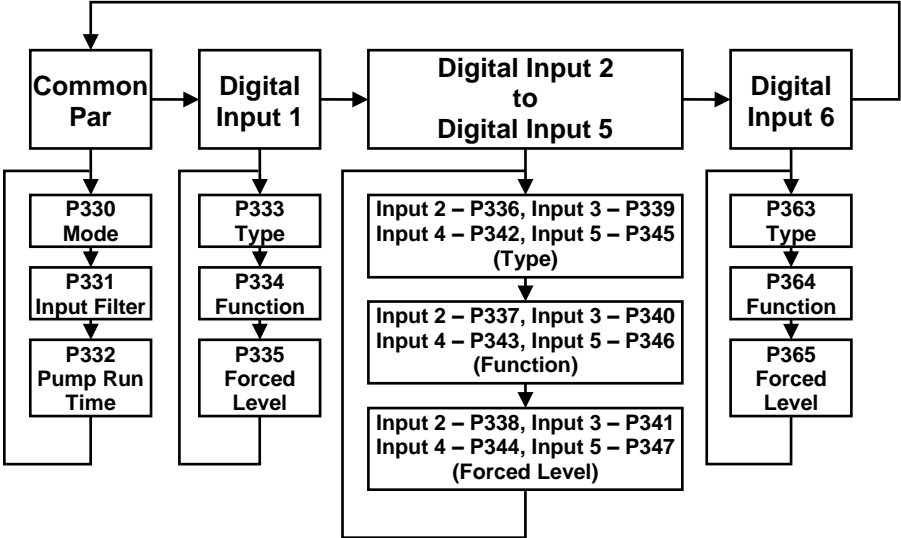 Common
Par
Digital
Input 1
Digital Input 2
to
Digital Input 5
Digital
Input 6
P330
Mode
P331
Input Filter
P332
Pump Run
Time
P333
Type
P334
Function
P335
Forced
Level
Input 2 – P336, Input 3 – P339
Input 4 – P342, Input 5 – P345
(Type)
Input 2 – P337, Input 3 – P340
Input 4 – P343, Input 5 – P346
(Function)
Input 2 – P338, Input 3 – P341
Input 4 – P344, Input 5 – P347
(Forced Level)
P363
Type
P364
Function
P365
Forced
Level